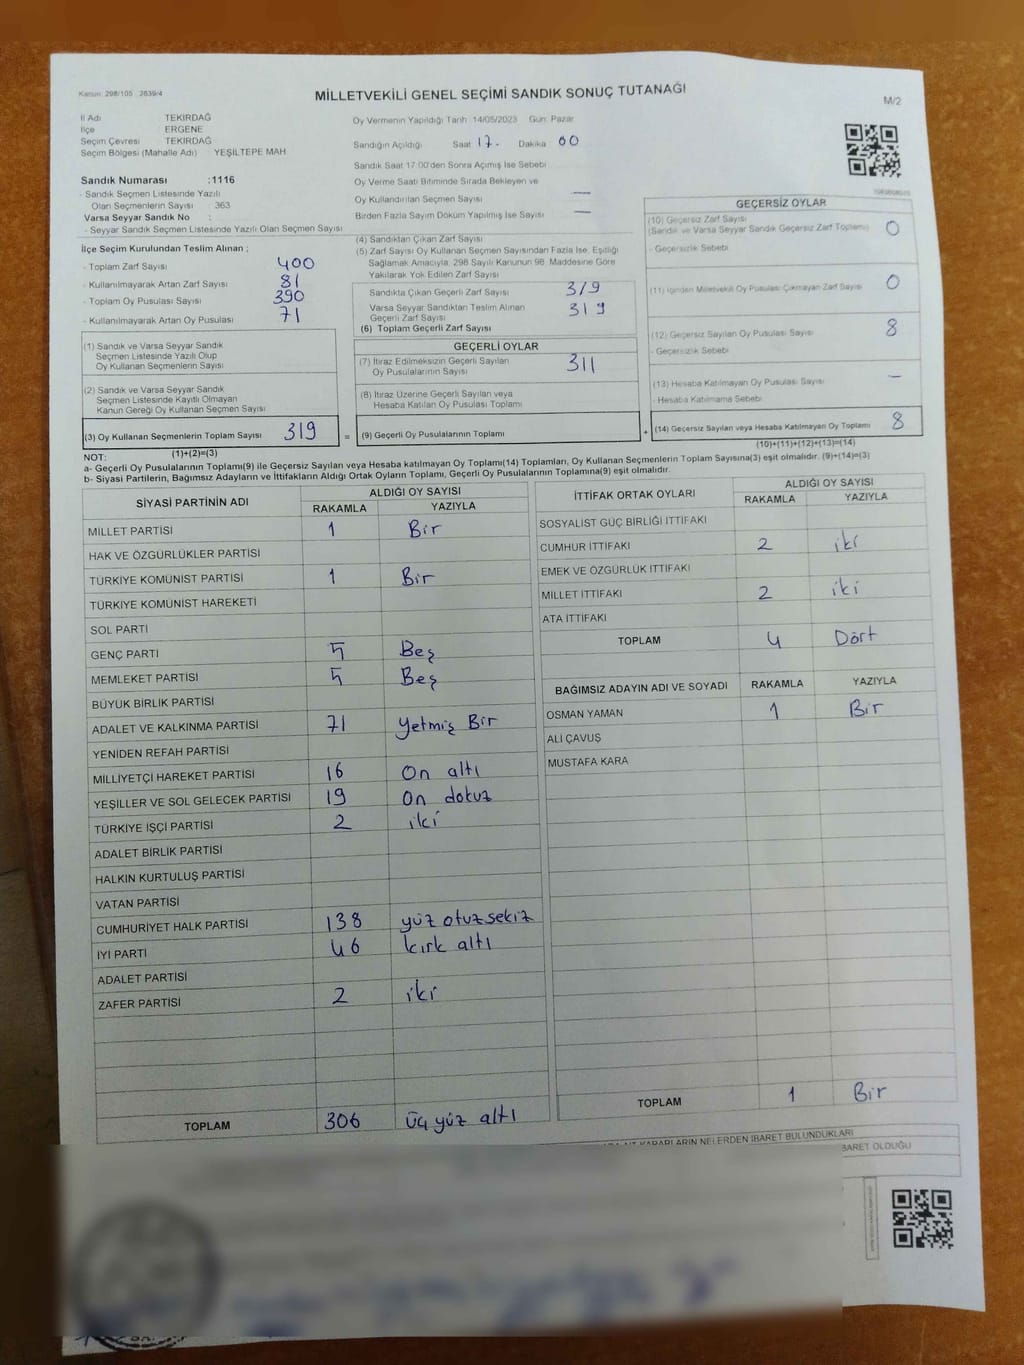 Kanun: 298/105 2839/4
MİLLETVEKİLİ GENEL SEÇİMİ SANDIK SONUÇ TUTANAĞI
M/2
İl Adı TEKİRDAĞ
İlçe ERGENE
Seçim Çevresi TEKİRDAĞ
Seçim Bölgesi (Mahalle Adı) YEŞİLTEPE MAH
Sandık Numarası :1116
- Sandık Seçmen Listesinde Yazılı
Olan Seçmenlerin Sayısı 363
Varsa Seyyar Sandık No :
- Seyyar Sandık Seçmen Listesinde Yazılı Olan Seçmen Sayısı
Oy Vermenin Yapıldığı Tarih 14/05/2023 Gün: Pazar
Sandığın Açıldığı Saat 17. Dakika 00
Sandık Saat 17:00'den Sonra Açımış İse Sebebi
Oy Verme Saati Bitiminde Sırada Bekleyen ve
Oy Kullandırılan Seçmen Sayısı —
Birden Fazla Sayım Döküm Yapılmış İse Sayısı —
İlçe Seçim Kurulundan Teslim Alınan ;
- Toplam Zarf Sayısı 400
- Kullanılmayarak Artan Zarf Sayısı 81
- Toplam Oy Pusulası Sayısı 390
- Kullanılmayarak Artan Oy Pusulası 71
(1) Sandık ve Varsa Seyyar Sandık
Seçmen Listesinde Yazılı Olup
Oy Kullanan Seçmenlerin Sayısı
(2) Sandık ve Varsa Seyyar Sandık
Seçmen Listesinde Kayıtlı Olmayan
Kanun Gereği Oy Kullanan Seçmen Sayısı
(3) Oy Kullanan Seçmenlerin Toplam Sayısı 319
(1)+(2)=(3)
(4) Sandıktan Çıkan Zarf Sayısı
(5) Zarf Sayısı Oy Kullanan Seçmen Sayısından Fazla İse, Eşitliği
Sağlamak Amacıyla, 298 Sayılı Kanunun 98. Maddesine Göre
Yakılarak Yok Edilen Zarf Sayısı
Sandıkta Çıkan Geçerli Zarf Sayısı 319
Varsa Seyyar Sandıktan Teslim Alınan
Geçerli Zarf Sayısı 319
(6) Toplam Geçerli Zarf Sayısı
GEÇERLİ OYLAR
(7) İtiraz Edilmeksizin Geçerli Sayılan
Oy Pusulalarının Sayısı 311
(8) İtiraz Üzerine Geçerli Sayılan veya
Hesaba Katılan Oy Pusulası Toplamı
= (9) Geçerli Oy Pusulalarının Toplamı
GEÇERSİZ OYLAR
(10) Geçersiz Zarf Sayısı
(Sandık ve Varsa Seyyar Sandık Geçersiz Zarf Toplamı) 0
- Geçersizlik Sebebi
(11) İçinden Milletvekili Oy Pusulası Çıkmayan Zarf Sayısı 0
(12) Geçersiz Sayılan Oy Pusulası Sayısı 8
- Geçersizlik Sebebi
(13) Hesaba Katılmayan Oy Pusulası Sayısı —
- Hesaba Katılmama Sebebi
+ (14) Geçersiz Sayılan veya Hesaba Katılmayan Oy Toplamı 8
(10)+(11)+(12)+(13)=(14)
NOT:
a- Geçerli Oy Pusulalarının Toplamı(9) ile Geçersiz Sayılan veya Hesaba katılmayan Oy Toplamı(14) Toplamları, Oy Kullanan Seçmenlerin Toplam Sayısına(3) eşit olmalıdır. (9)+(14)=(3)
b- Siyasi Partilerin, Bağımsız Adayların ve İttifakların Aldığı Ortak Oyların Toplamı, Geçerli Oy Pusulalarının Toplamına(9) eşit olmalıdır.
SİYASİ PARTİNİN ADI ALDIĞI OY SAYISI
RAKAMLA YAZIYLA
MİLLET PARTİSİ 1 Bir
HAK VE ÖZGÜRLÜKLER PARTİSİ
TÜRKİYE KOMÜNİST PARTİSİ 1 Bir
TÜRKİYE KOMÜNİST HAREKETİ
SOL PARTİ
GENÇ PARTİ 5 Beş
MEMLEKET PARTİSİ 5 Beş
BÜYÜK BİRLİK PARTİSİ
ADALET VE KALKINMA PARTİSİ 71 Yetmiş Bir
YENİDEN REFAH PARTİSİ
MİLLİYETÇİ HAREKET PARTİSİ 16 On altı
YEŞİLLER VE SOL GELECEK PARTİSİ 19 On dokuz
TÜRKİYE İŞÇİ PARTİSİ 2 iki
ADALET BİRLİK PARTİSİ
HALKIN KURTULUŞ PARTİSİ
VATAN PARTİSİ
CUMHURİYET HALK PARTİSİ 138 yüz otuz sekiz
İYİ PARTİ 46 kırk altı
ADALET PARTİSİ
ZAFER PARTİSİ 2 iki
TOPLAM 306 Üç yüz altı
İTTİFAK ORTAK OYLARI ALDIĞI OY SAYISI
RAKAMLA YAZIYLA
SOSYALİST GÜÇ BİRLİĞİ İTTİFAKI
CUMHUR İTTİFAKI 2 iki
EMEK VE ÖZGÜRLÜK İTTİFAKI
MİLLET İTTİFAKI 2 iki
ATA İTTİFAKI
TOPLAM 4 Dört
BAĞIMSIZ ADAYIN ADI VE SOYADI RAKAMLA YAZIYLA
OSMAN YAMAN 1 Bir
ALİ ÇAVUŞ
MUSTAFA KARA
TOPLAM 1 Bir
KARARLARIN NELERDEN İBARET BULUNDUKLARI
İBARET OLDUĞU